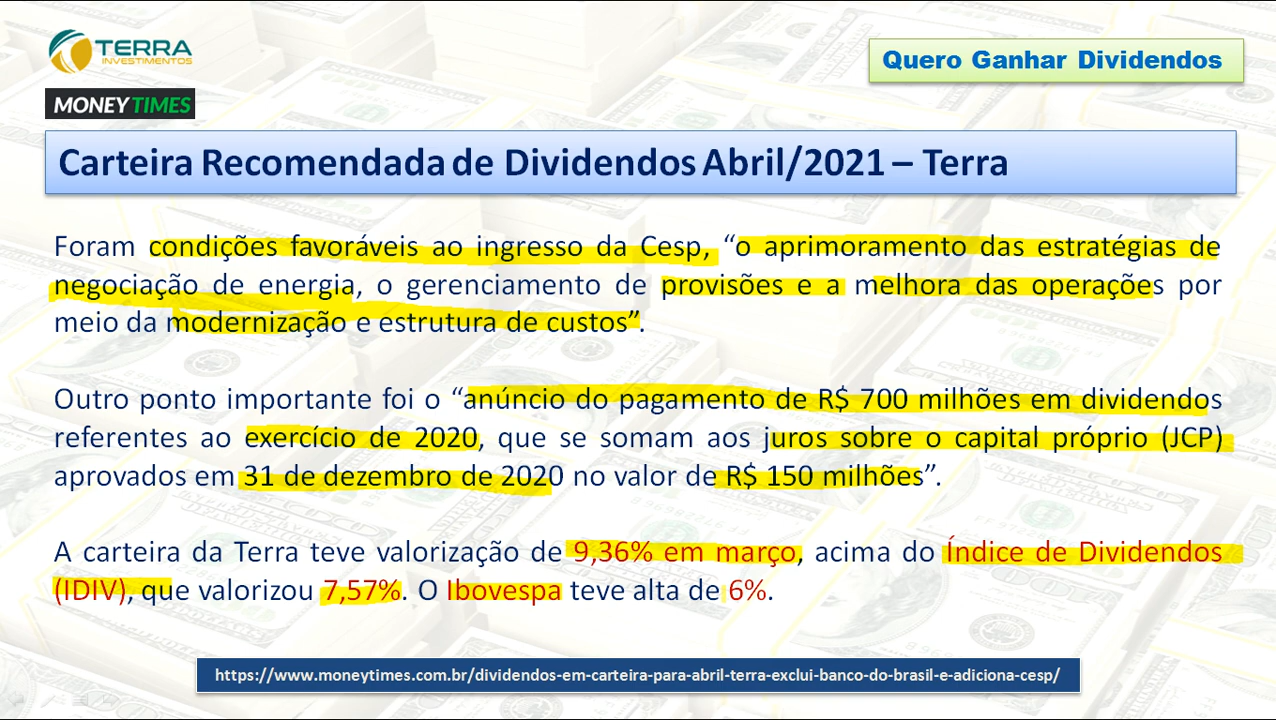 TERRA
INVESTIMENTOS
Quero Ganhar Dividendos
MONEY TIMES
Carteira Recomendada de Dividendos Abril/2021 – Terra
Foram condições favoráveis ao ingresso da Cesp, “o aprimoramento das estratégias de
negociação de energia, o gerenciamento de provisões e a melhora das operações por
meio da modernização e estrutura de custos”.
Outro ponto importante foi o “anúncio do pagamento de R$ 700 milhões em dividendos
referentes ao exercício de 2020, que se somam aos juros sobre o capital próprio (JCP)
aprovados em 31 de dezembro de 2020 no valor de R$ 150 milhões”.
A carteira da Terra teve valorização de 9,36% em março, acima do Índice de Dividendos
(IDIV), que valorizou 7,57%. O Ibovespa teve alta de 6%.
https://www.moneytimes.com.br/dividendos-em-carteira-para-abril-terra-exclui-banco-do-brasil-e-adiciona-cesp/